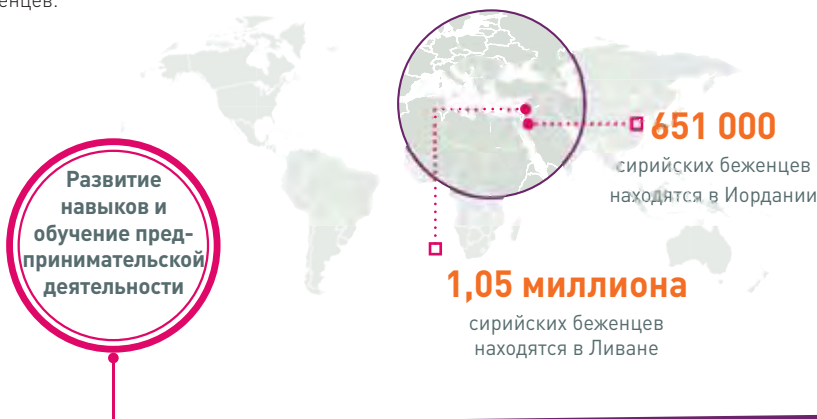 енцев.
651 000
сирийских беженцев
находятся в Иордании
Развитие
навыков и
обучение пред-
принимательской
деятельности
1,05 миллиона
сирийских беженцев
находятся в Ливане